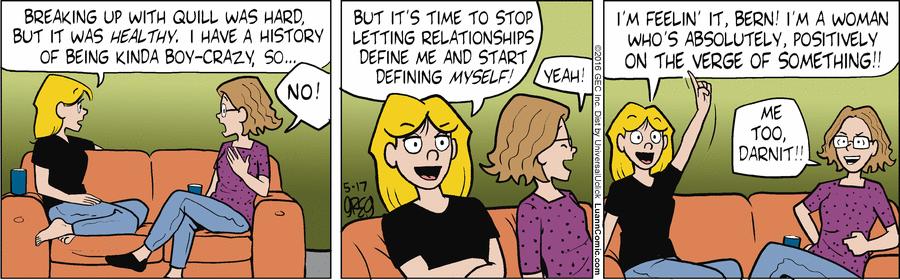 BREAKING UP WITH QUILL WAS HARD,
BUT IT WAS HEALTHY. I HAVE A HISTORY
OF BEING KINDA BOY-CRAZY, SO...
NO!
BUT IT'S TIME TO STOP
LETTING RELATIONSHIPS
DEFINE ME AND START
DEFINING MYSELF!
YEAH!
5-17
GREG
©2016 GEC Inc. Dist by UniversalUclick LuannComic.com
I'M FEELIN' IT, BERN! I'M A WOMAN
WHO'S ABSOLUTELY, POSITIVELY
ON THE VERGE OF SOMETHING!!
ME
TOO,
DARNIT!!